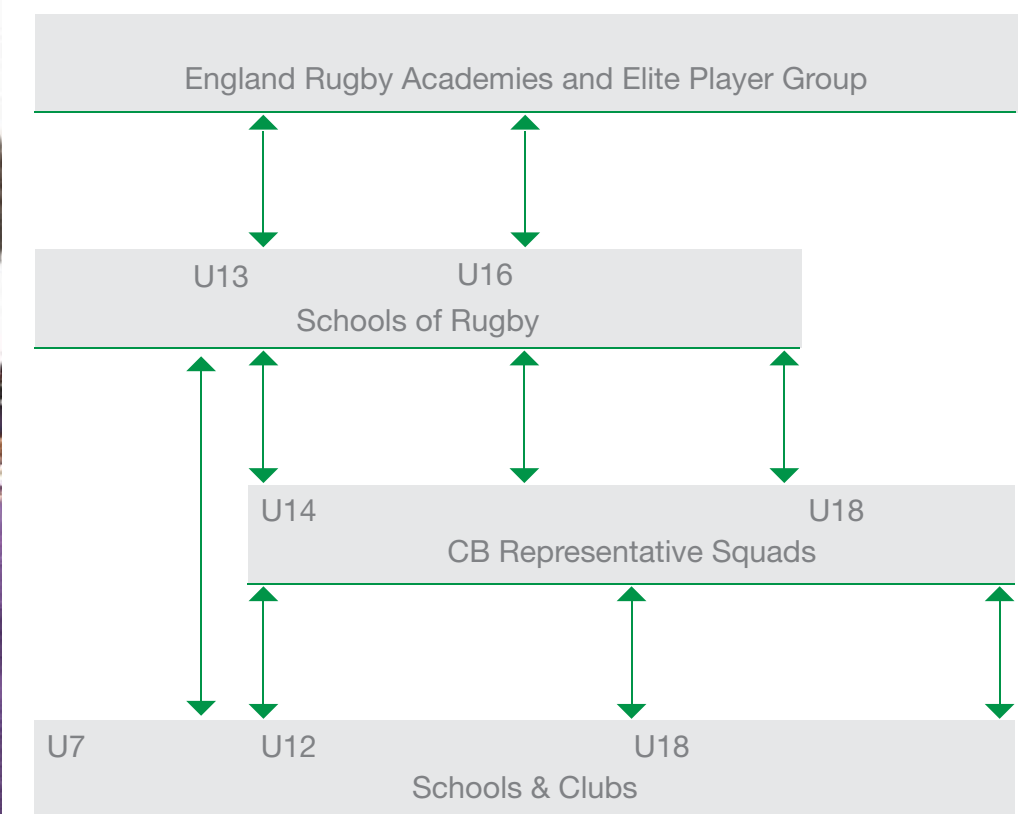 England Rugby Academies and Elite Player Group
U13 U16
Schools of Rugby
U14 U18
CB Representative Squads
U7 U12 U18
Schools & Clubs